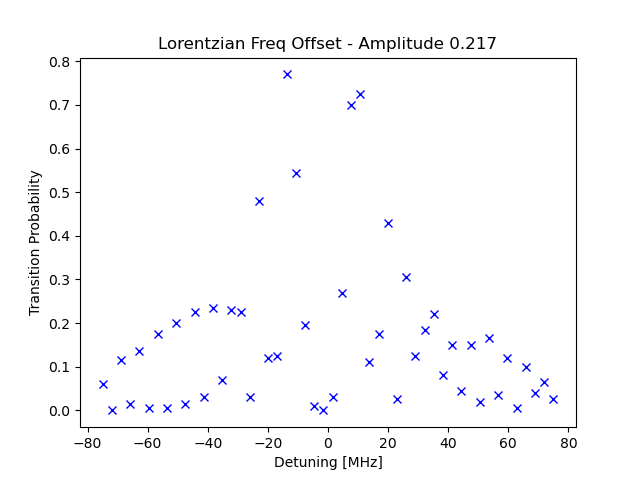 Lorentzian Freq Offset - Amplitude 0.217
Transition Probability
0.8
0.7
0.6
0.5
0.4
0.3
0.2
0.1
0.0
−80 −60 −40 −20 0 20 40 60 80
Detuning [MHz]